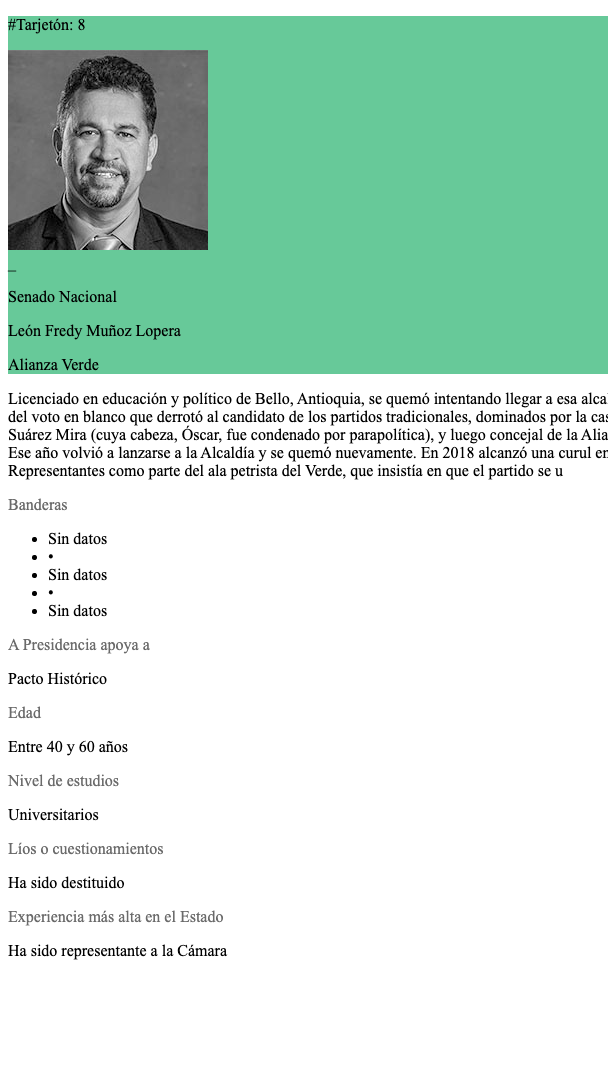 #Tarjetón: 8
_
Senado Nacional
León Fredy Muñoz Lopera
Alianza Verde
Licenciado en educación y político de Bello, Antioquia, se quemó intentando llegar a esa
del voto en blanco que derrotó al candidato de los partidos tradicionales, dominados por la
Suárez Mira (cuya cabeza, Óscar, fue condenado por parapolítica), y luego concejal de la
Ese año volvió a lanzarse a la Alcaldía y se quemó nuevamente. En 2018 alcanzó una curul en
Representantes como parte del ala petrista del Verde, que insistía en que el partido se u
Banderas
• Sin datos
• •
• Sin datos
• •
• Sin datos
A Presidencia apoya a
Pacto Histórico
Edad
Entre 40 y 60 años
Nivel de estudios
Universitarios
Líos o cuestionamientos
Ha sido destituido
Experiencia más alta en el Estado
Ha sido representante a la Cámara